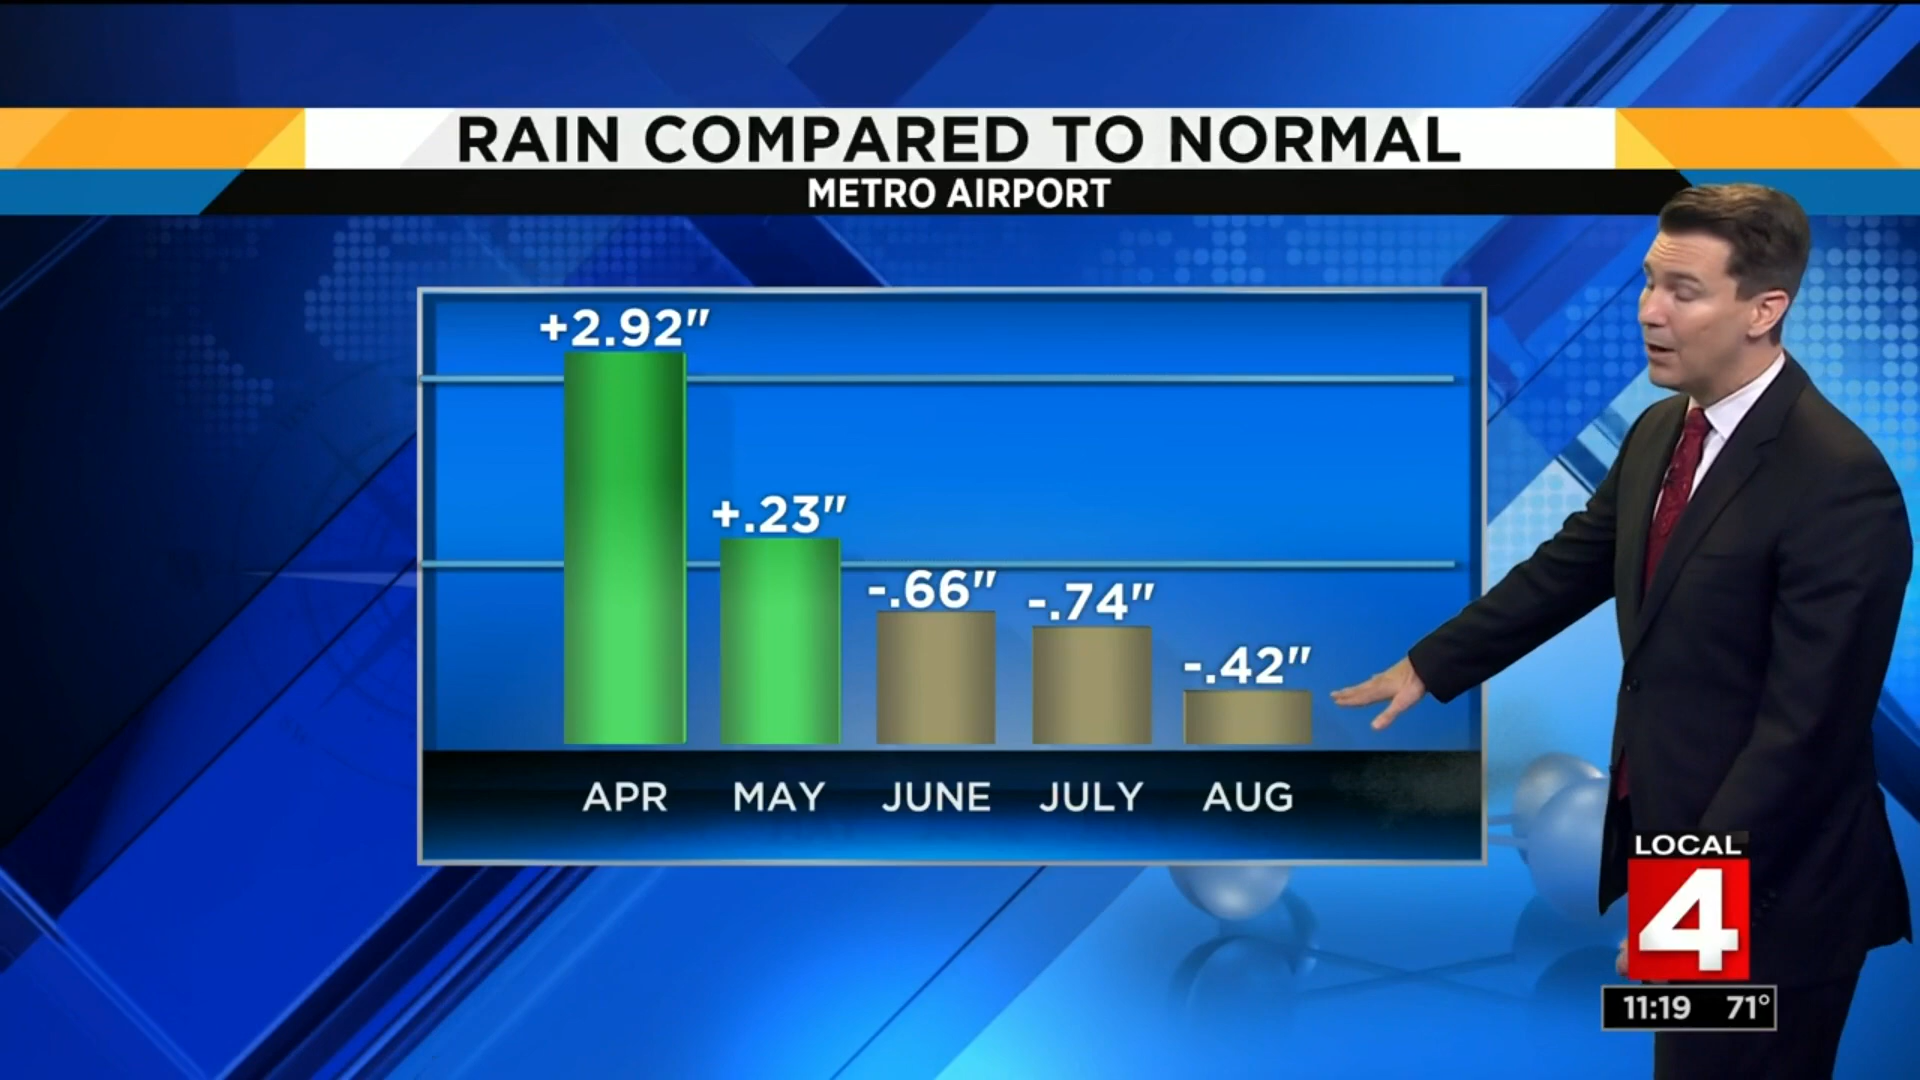 RAIN COMPARED TO NORMAL
METRO AIRPORT
+2.92"
+.23"
-.66"
-.74"
-.42"
APR MAY JUNE JULY AUG
LOCAL
4
11:19 71°